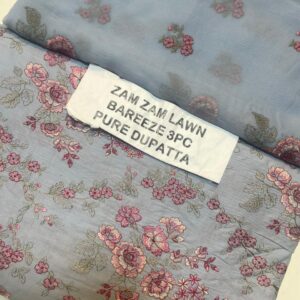 ZAM ZAM LAWN
BAREEZE 3PC
PURE DUPATTA